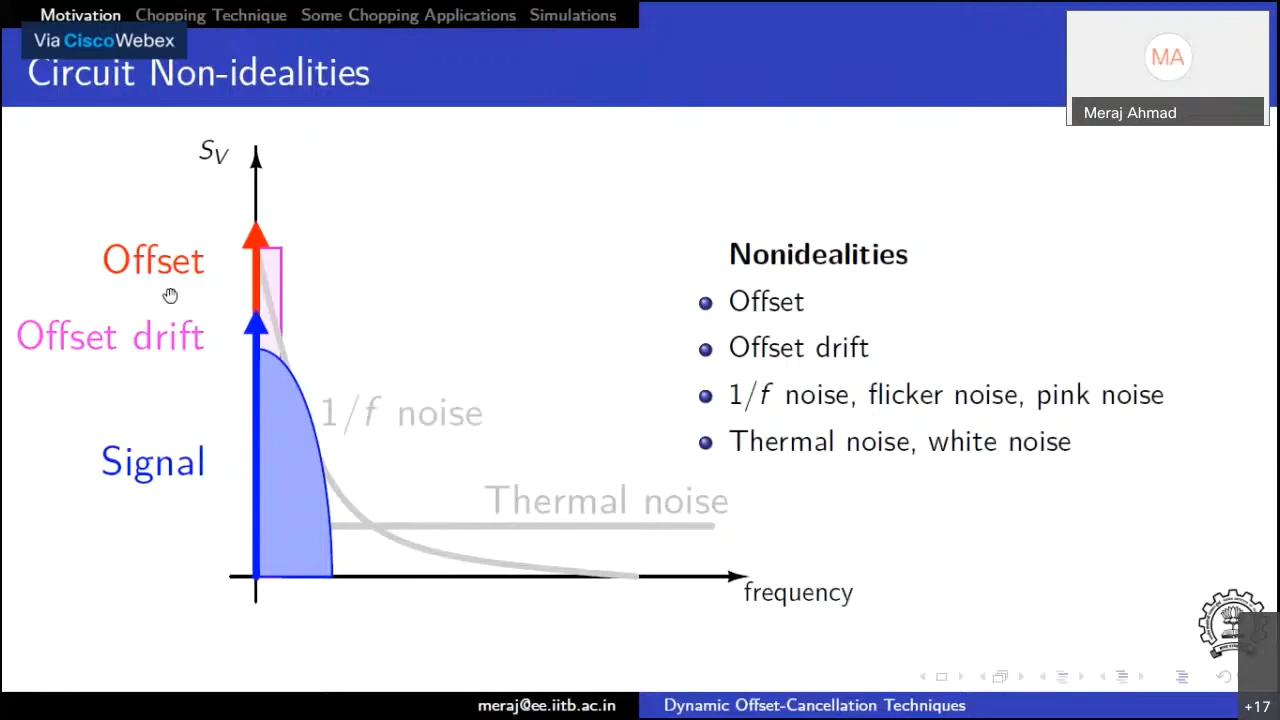 Motivation Chopping Technique Some Chopping Applications Simulations
Via Cisco Webex
Circuit Non-idealities
MA
Meraj Ahmad
S_V
Offset
Offset drift
Signal
1/f noise
Thermal noise
frequency
Nonidealities
Offset
Offset drift
1/f noise, flicker noise, pink noise
Thermal noise, white noise
meraj@ee.iitb.ac.in
Dynamic Offset-Cancellation Techniques
+17